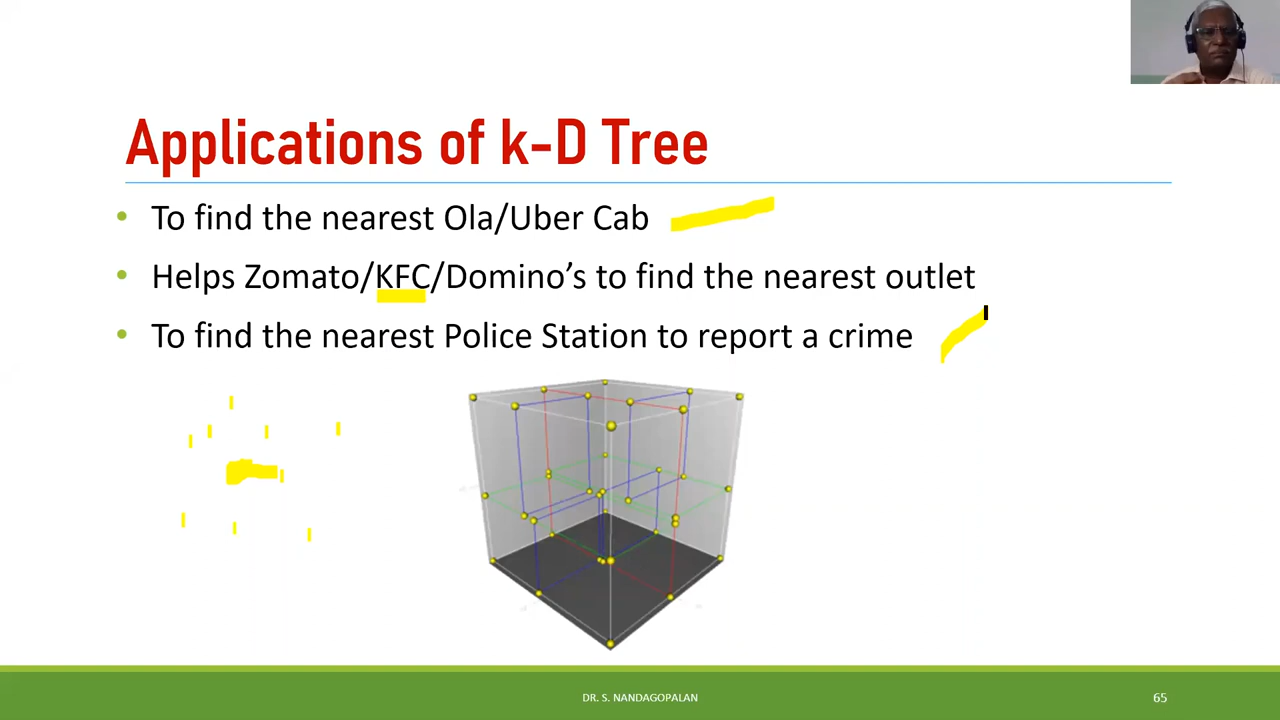 Applications of k-D Tree
• To find the nearest Ola/Uber Cab
• Helps Zomato/KFC/Domino’s to find the nearest outlet
• To find the nearest Police Station to report a crime
DR. S. NANDAGOPALAN
65